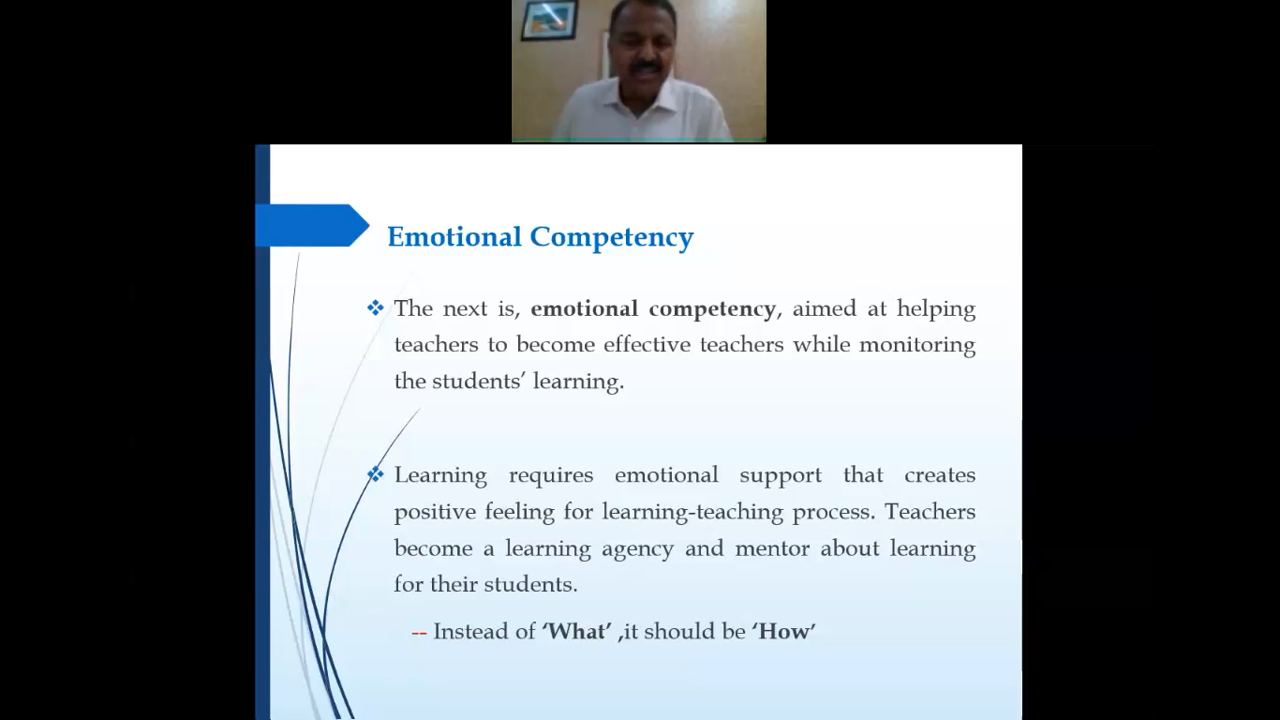 Emotional Competency
❖ The next is, emotional competency, aimed at helping
teachers to become effective teachers while monitoring
the students’ learning.
❖ Learning requires emotional support that creates
positive feeling for learning-teaching process. Teachers
become a learning agency and mentor about learning
for their students.
-- Instead of ‘What’ ,it should be ‘How’